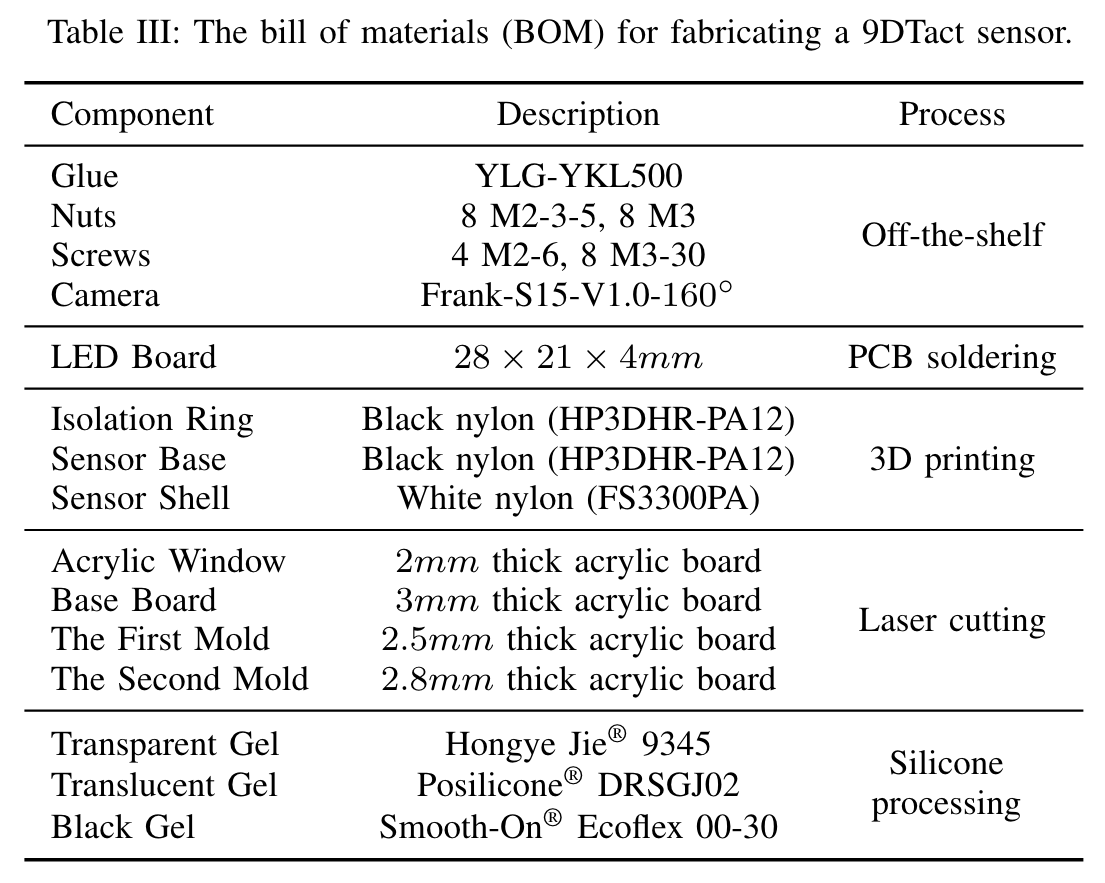 Table III: The bill of materials (BOM) for fabricating a 9DTact sensor.
Component Description Process
Glue YLG-YKL500
Nuts 8 M2-3-5, 8 M3
Off-the-shelf
Screws 4 M2-6, 8 M3-30
Camera Frank-S15-V1.0-160°
LED Board 28 × 21 × 4mm PCB soldering
Isolation Ring Black nylon (HP3DHR-PA12)
Sensor Base Black nylon (HP3DHR-PA12) 3D printing
Sensor Shell White nylon (FS3300PA)
Acrylic Window 2mm thick acrylic board
Base Board 3mm thick acrylic board
Laser cutting
The First Mold 2.5mm thick acrylic board
The Second Mold 2.8mm thick acrylic board
Transparent Gel Hongye Jie® 9345
Silicone
Translucent Gel Posilicone® DRSGJ02
processing
Black Gel Smooth-On® Ecoflex 00-30